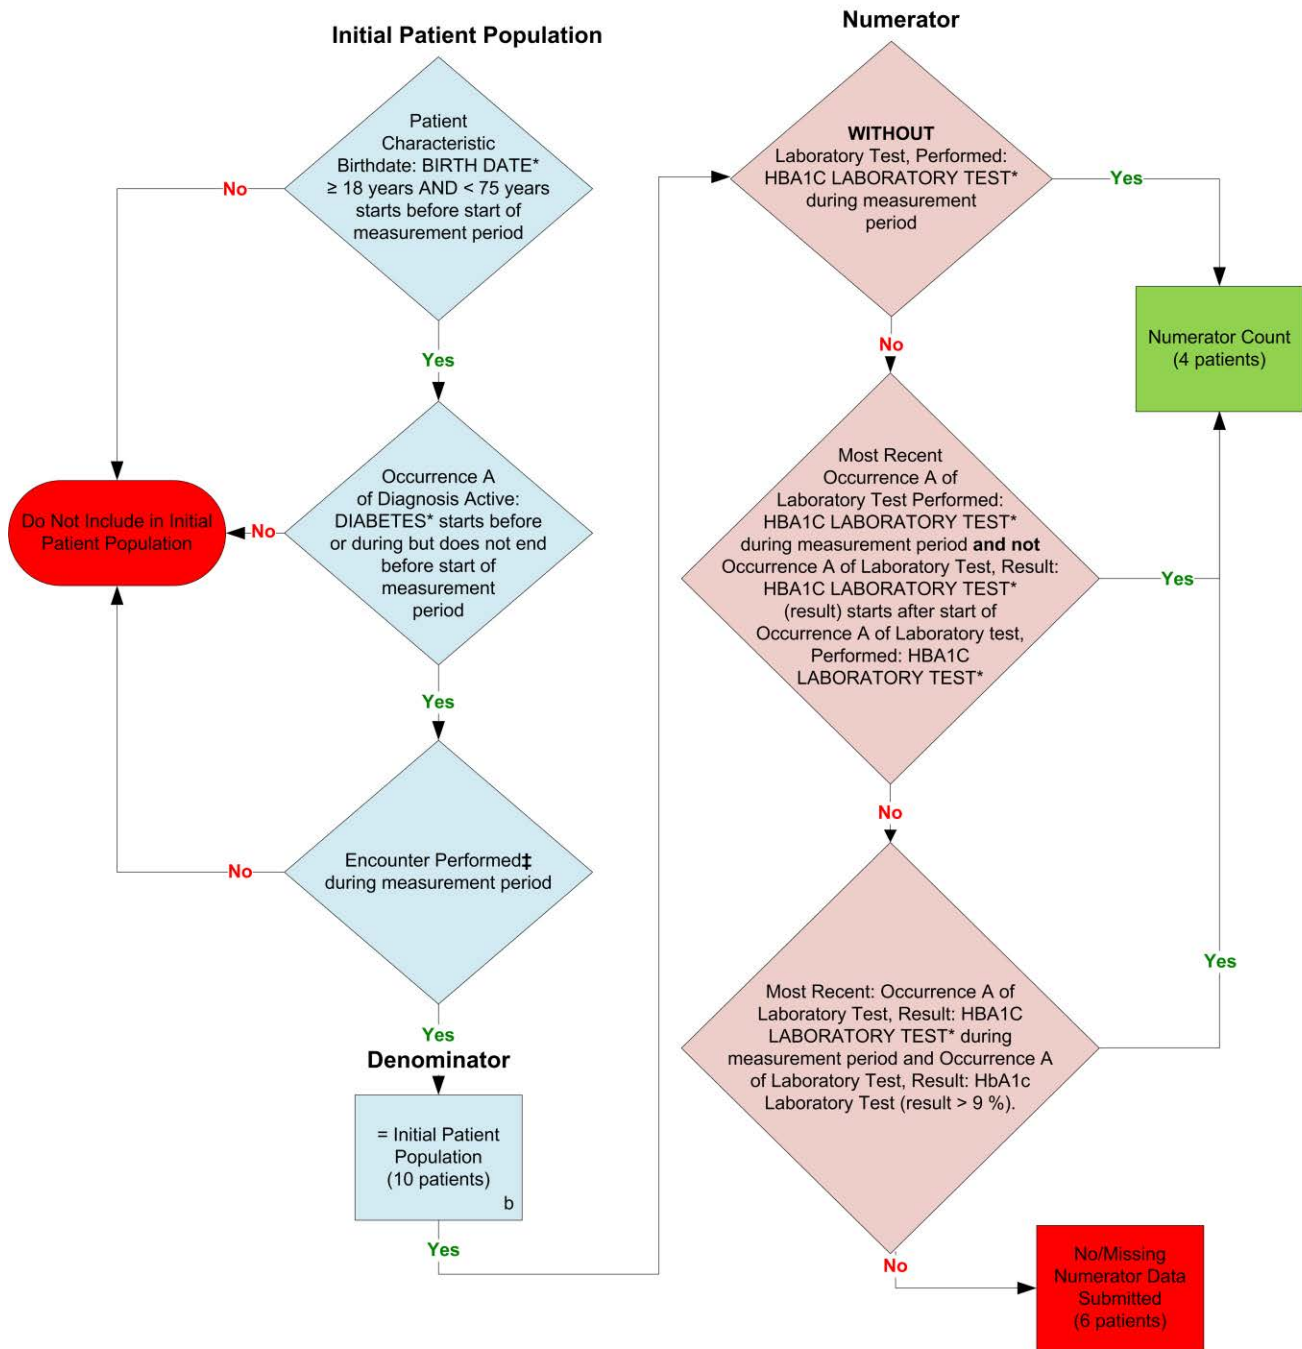 Initial Patient Population
Patient
Characteristic
Birthdate: BIRTH DATE*
≥ 18 years AND < 75 years
starts before start of
measurement period
No
Yes
Occurrence A
of Diagnosis Active:
DIABETES* starts before
or during but does not end
before start of
measurement
period
No
Do Not Include in Initial
Patient Population
Yes
Encounter Performed‡
during measurement period
No
Yes
Denominator
= Initial Patient
Population
(10 patients)
b
Yes
Numerator
WITHOUT
Laboratory Test, Performed:
HBA1C LABORATORY TEST*
during measurement
period
Yes
No
Numerator Count
(4 patients)
Most Recent
Occurrence A of
Laboratory Test Performed:
HBA1C LABORATORY TEST*
during measurement period and not
Occurrence A of Laboratory Test, Result:
HBA1C LABORATORY TEST*
(result) starts after start of
Occurrence A of Laboratory test,
Performed: HBA1C
LABORATORY TEST*
Yes
No
Most Recent: Occurrence A of
Laboratory Test, Result: HBA1C
LABORATORY TEST* during
measurement period and Occurrence A
of Laboratory Test, Result: HbA1c
Laboratory Test (result > 9 %).
Yes
No
No/Missing
Numerator Data
Submitted
(6 patients)